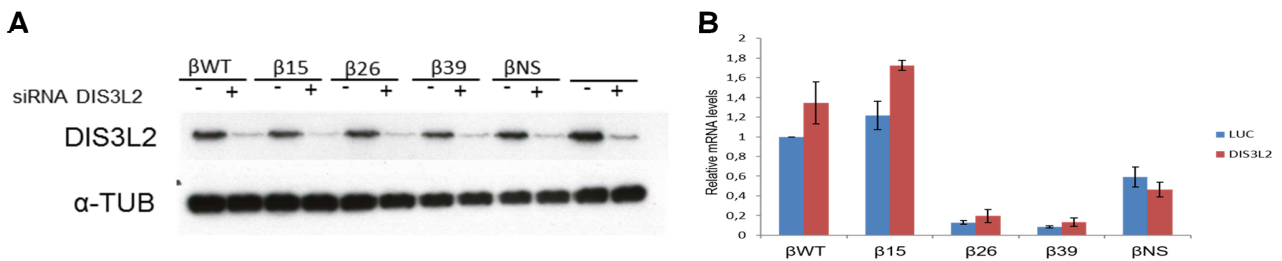 A
βWT β15 β26 β39 βNS
siRNA DIS3L2 - + - + - + - + - + - +
DIS3L2
α-TUB
B
Relative mRNA levels
2
1,8
1,6
1,4
1,2
1
0,8
0,6
0,4
0,2
0
βWT β15 β26 β39 βNS
LUC
DIS3L2